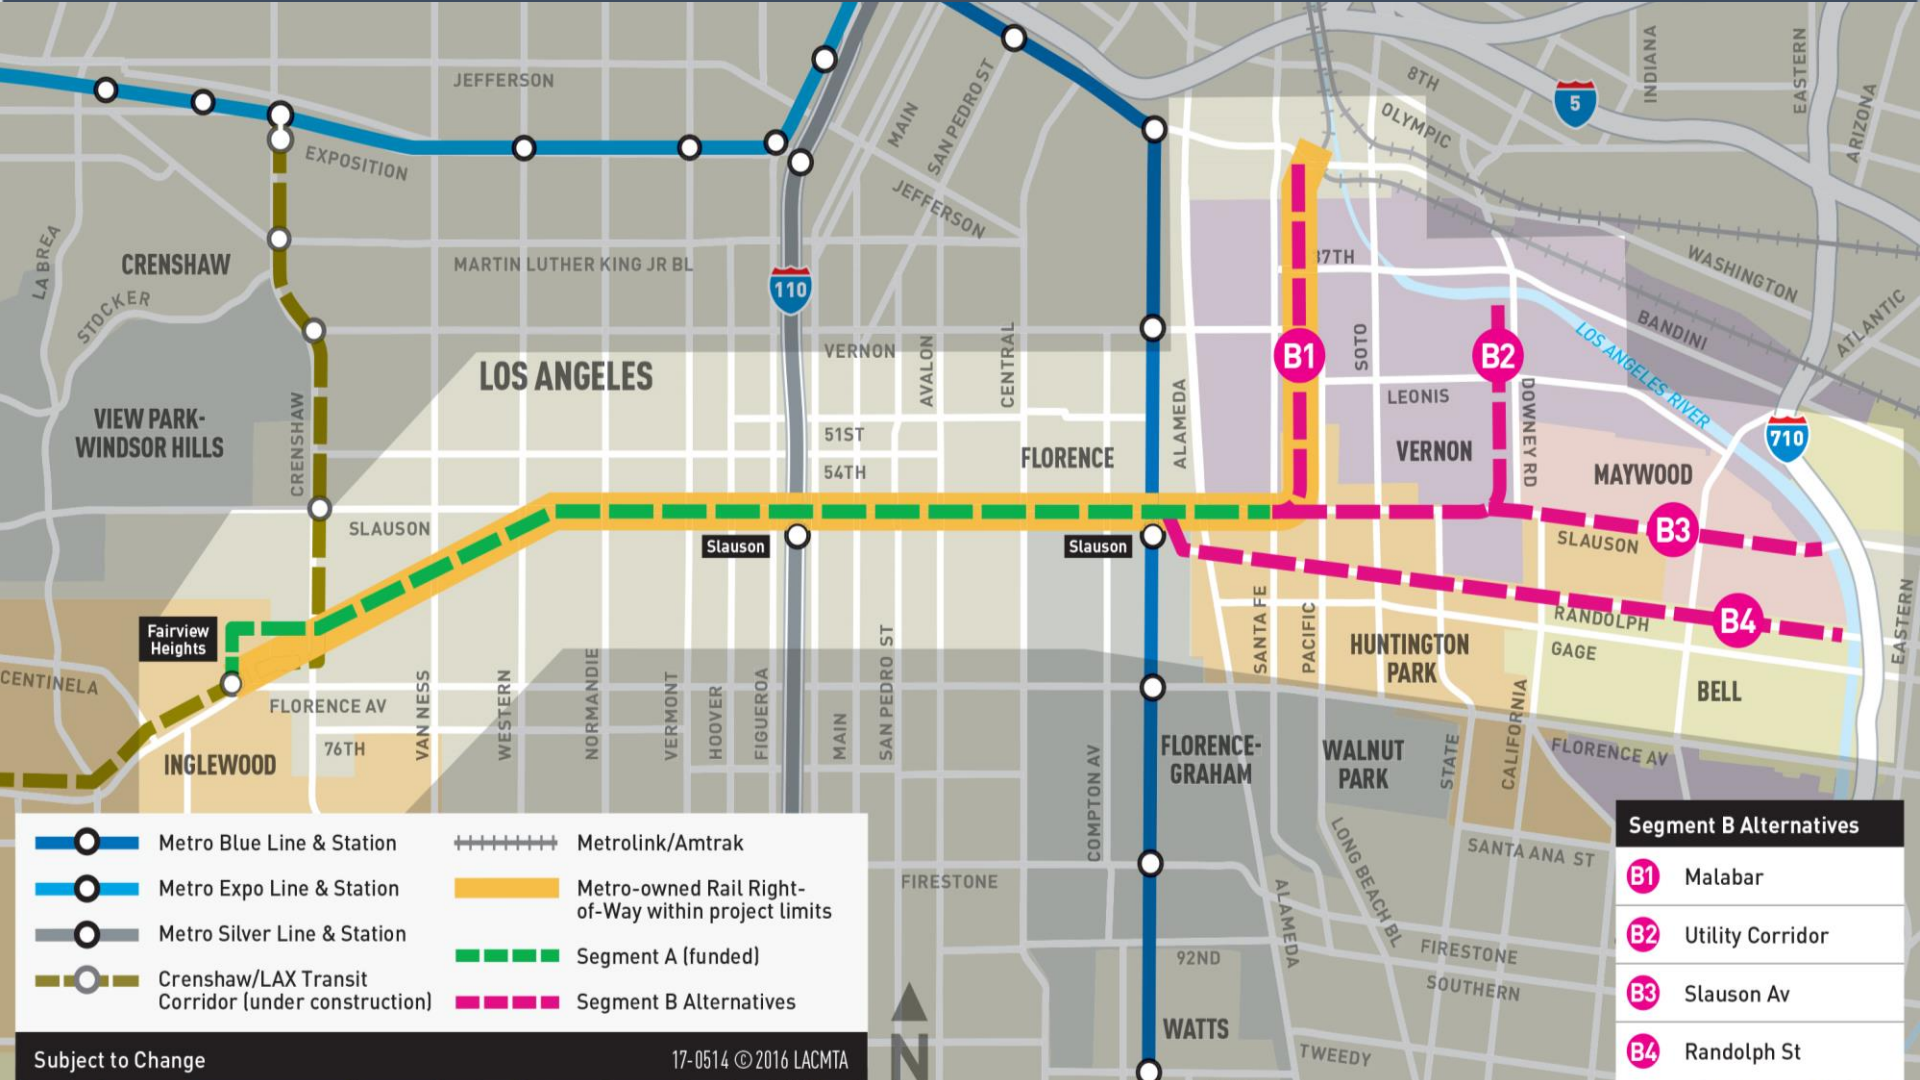 JEFFERSON
MAIN
SAN PEDRO ST
8TH
OLYMPIC
5
INDIANA
EASTERN
ARIZONA
EXPOSITION
JEFFERSON
LA BREA
CRENSHAW
STOCKER
MARTIN LUTHER KING JR BL
110
37TH
WASHINGTON
BANDINI
ATLANTIC
LOS ANGELES RIVER
VERNON
AVALON
CENTRAL
SOTO
B1
B2
LOS ANGELES
ALAMEDA
LEONIS
DOWNEY RD
VIEW PARK-
WINDSOR HILLS
CRENSHAW
51ST
54TH
FLORENCE
VERNON
710
MAYWOOD
SLAUSON
Slauson
Slauson
SLAUSON
B3
Fairview
Heights
SANTA FE
PACIFIC
RANDOLPH
B4
GAGE
EASTERN
HUNTINGTON
PARK
BELL
CENTINELA
FLORENCE AV
VAN NESS
WESTERN
NORMANDIE
VERMONT
HOOVER
FIGUEROA
MAIN
SAN PEDRO ST
76TH
INGLEWOOD
COMPTON AV
FLORENCE-
GRAHAM
WALNUT
PARK
STATE
CALIFORNIA
FLORENCE AV
LONG BEACH BL
SANTA ANA ST
FIRESTONE
ALAMEDA
92ND
FIRESTONE
SOUTHERN
WATTS
TWEEDY
N
Metro Blue Line & Station
Metro Expo Line & Station
Metro Silver Line & Station
Crenshaw/LAX Transit
Corridor (under construction)
Metrolink/Amtrak
Metro-owned Rail Right-
of-Way within project limits
Segment A (funded)
Segment B Alternatives
Subject to Change
17-0514 © 2016 LACMTA
Segment B Alternatives
B1 Malabar
B2 Utility Corridor
B3 Slauson Av
B4 Randolph St